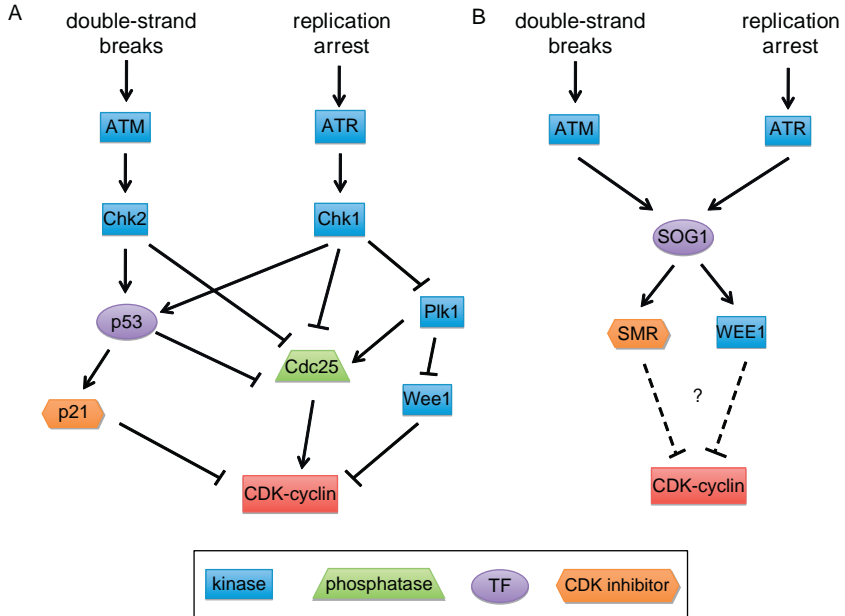 A
double-strand
breaks
replication
arrest
ATM
ATR
Chk2
Chk1
p53
Plk1
Cdc25
p21
Wee1
CDK-cyclin
B
double-strand
breaks
replication
arrest
ATM
ATR
SOG1
SMR
WEE1
?
CDK-cyclin
kinase
phosphatase
TF
CDK inhibitor